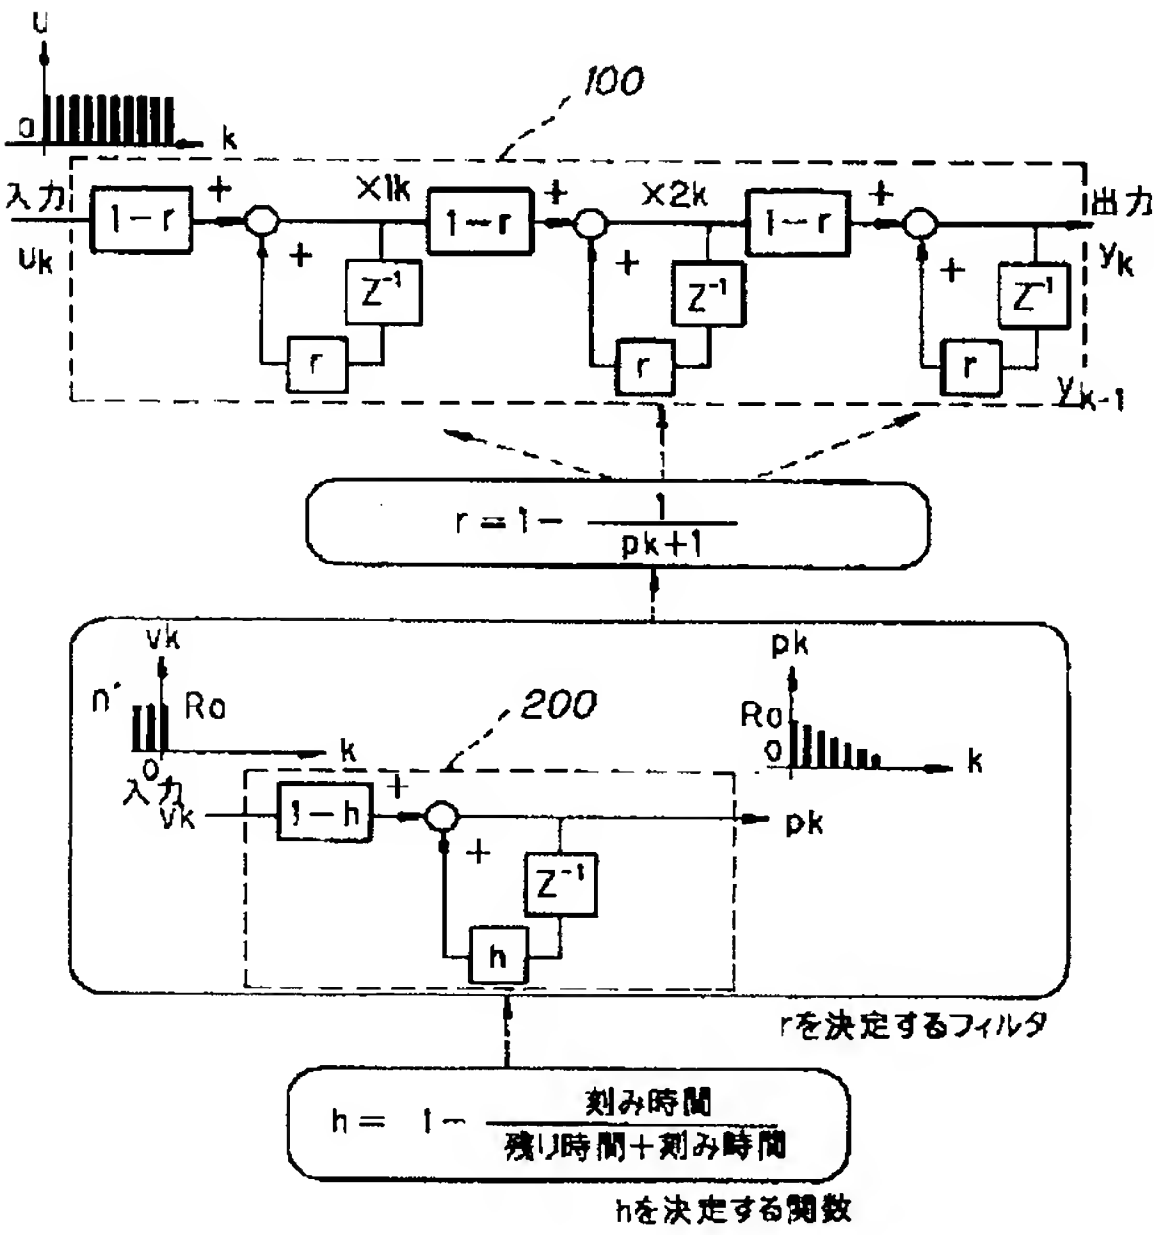 u
100
0
k
入力
1-r
+
×1k
1-r
+
×2k
1-r
+
出力
uk
+
Z⁻¹
+
Z⁻¹
+
Z⁻¹
yk
r
r
r
yk-1
r = 1 - 1 / pk+1
vk
pk
n'
Ro
200
Ro
0
k
0
k
入力
vk
1-h
+
pk
+
Z⁻¹
h
rを決定するフィルタ
h = 1 - 刻み時間 / 残り時間+刻み時間
hを決定する関数